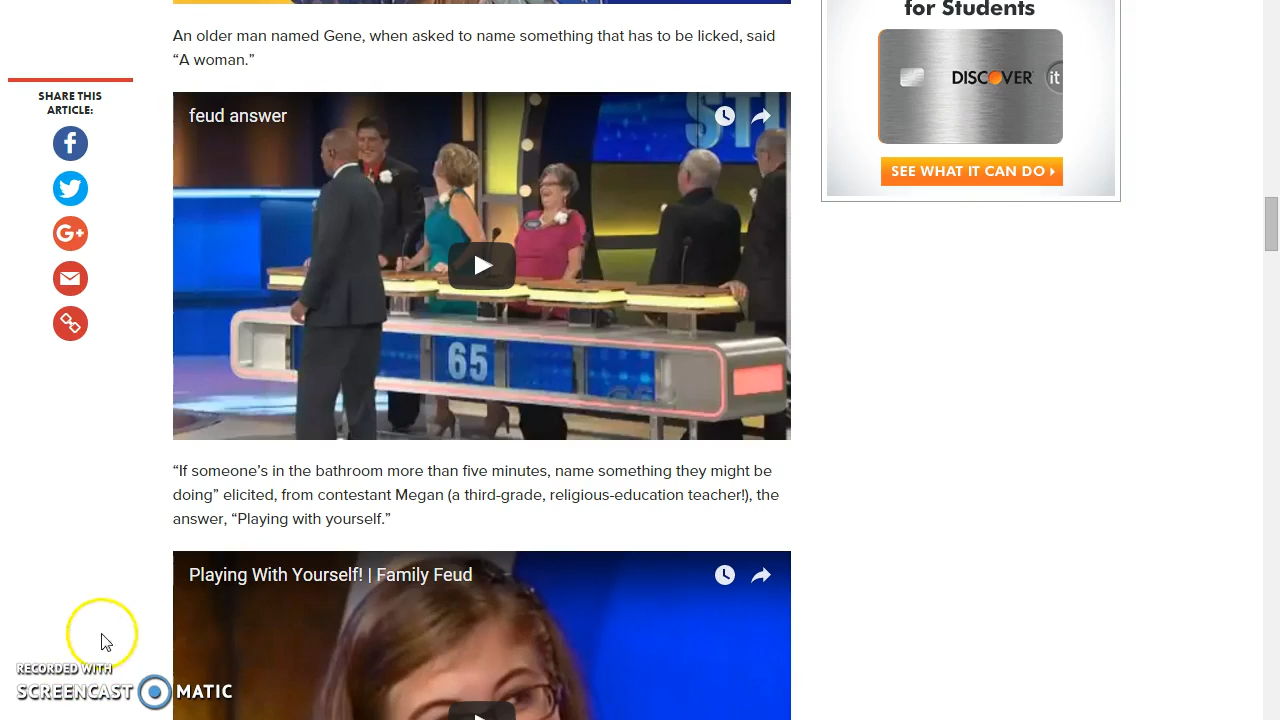 for Students
DISCOVER it
SEE WHAT IT CAN DO
An older man named Gene, when asked to name something that has to be licked, said
“A woman.”
SHARE THIS
ARTICLE:
feud answer
65
“If someone’s in the bathroom more than five minutes, name something they might be
doing” elicited, from contestant Megan (a third-grade, religious-education teacher!), the
answer, “Playing with yourself.”
Playing With Yourself! | Family Feud
RECORDED WITH
SCREENCAST MATIC